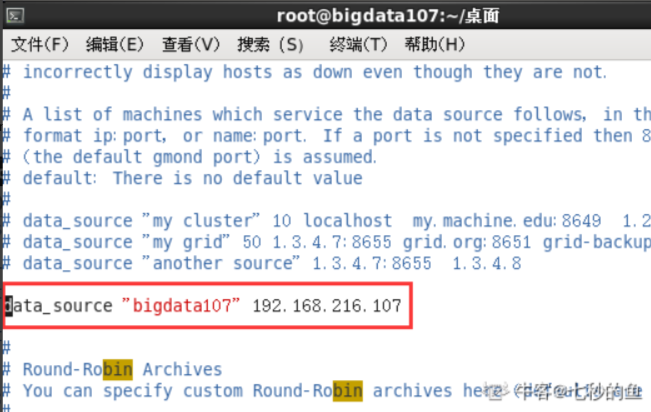 root@bigdata107:~/桌面
文件(F) 编辑(E) 查看(V) 搜索 (S) 终端(T) 帮助(H)
# incorrectly display hosts as down even though they are not.
#
# A list of machines which service the data source follows, in th
# format ip:port, or name:port. If a port is not specified then 8
# (the default gmond port) is assumed.
# default: There is no default value
#
# data_source "my cluster" 10 localhost my.machine.edu:8649 1.2
# data_source "my grid" 50 1.3.4.7:8655 grid.org:8651 grid-backup
# data_source "another source" 1.3.4.7:8655 1.3.4.8
data_source "bigdata107" 192.168.216.107
#
# Round-Robin Archives
# You can specify custom Round-Robin archives here
牛客@七秒的鱼